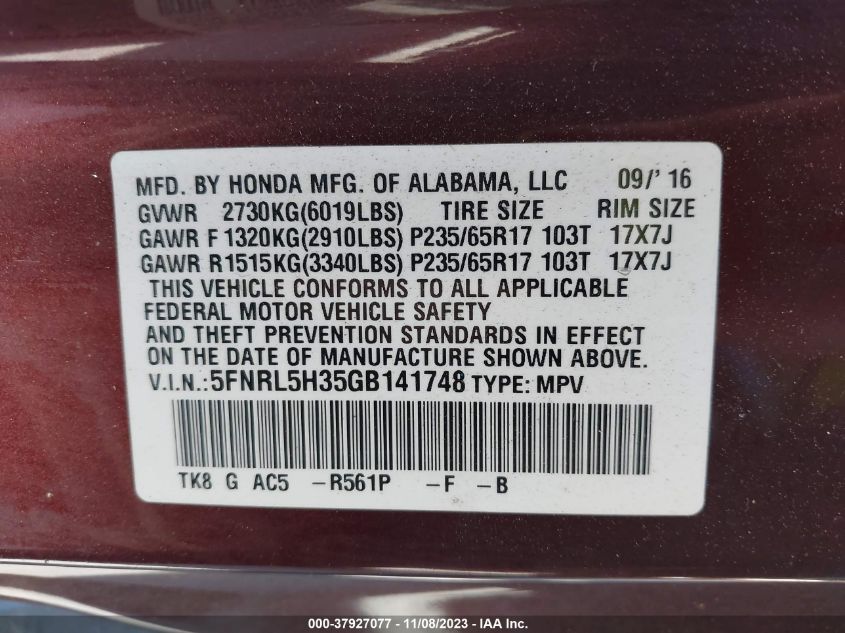 MFD. BY HONDA MFG. OF ALABAMA, LLC 09/' 16
GVWR 2730KG(6019LBS) TIRE SIZE RIM SIZE
GAWR F 1320KG(2910LBS) P235/65R17 103T 17X7J
GAWR R1515KG(3340LBS) P235/65R17 103T 17X7J
THIS VEHICLE CONFORMS TO ALL APPLICABLE
FEDERAL MOTOR VEHICLE SAFETY
AND THEFT PREVENTION STANDARDS IN EFFECT
ON THE DATE OF MANUFACTURE SHOWN ABOVE.
V.I.N.:5FNRL5H35GB141748 TYPE: MPV
TK8 G AC5 -R561P -F -B
000-37927077 - 11/08/2023 - IAA Inc.